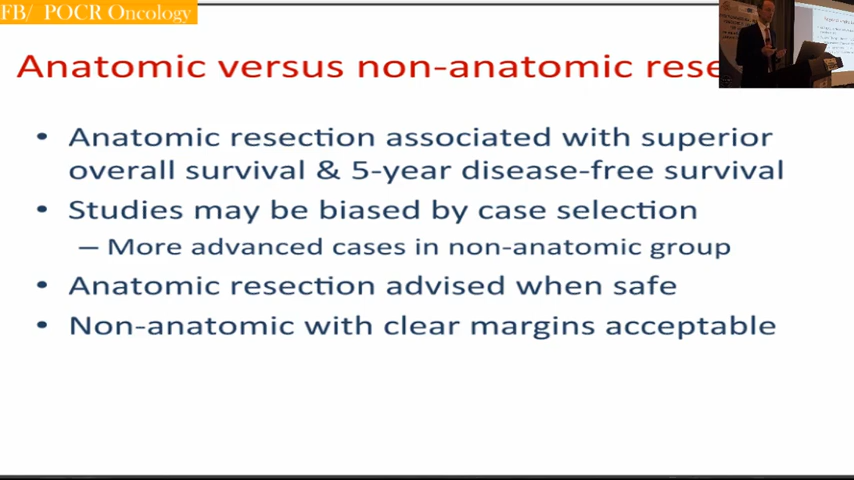 FB/ POCR Oncology
Anatomic versus non-anatomic
• Anatomic resection associated with superior
overall survival & 5-year disease-free survival
• Studies may be biased by case selection
– More advanced cases in non-anatomic group
• Anatomic resection advised when safe
• Non-anatomic with clear margins acceptable